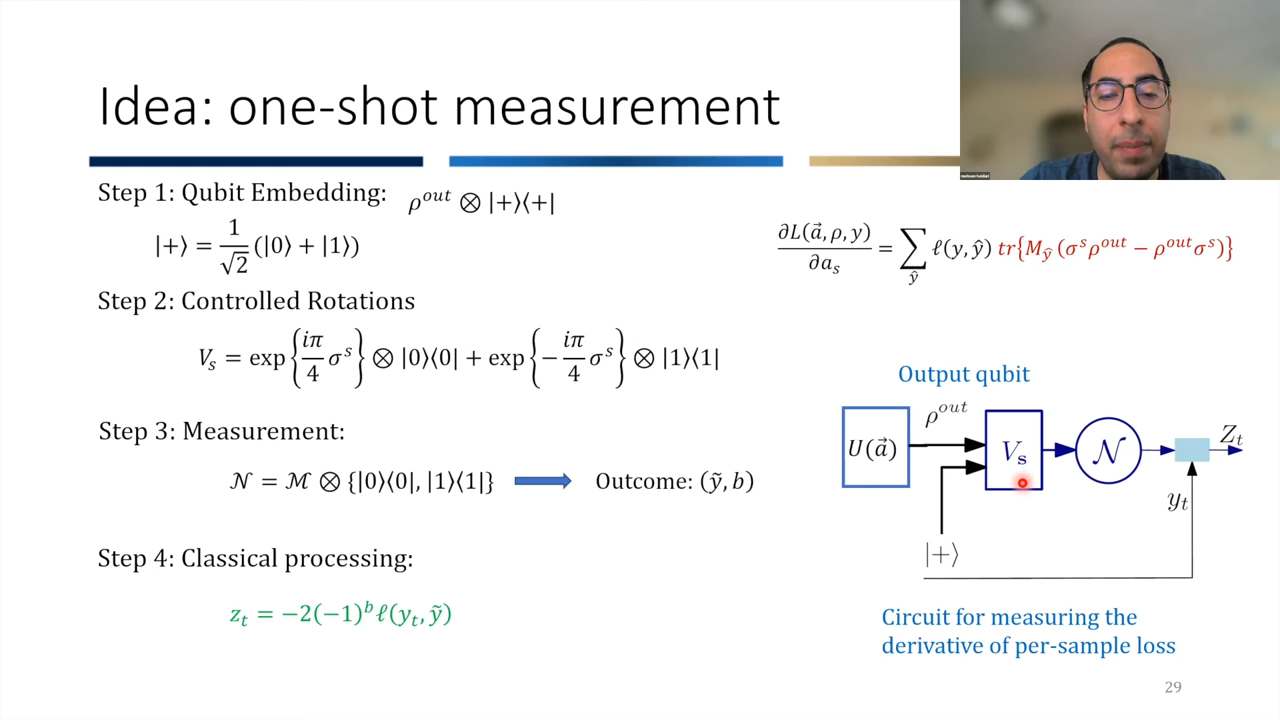 Idea: one-shot measurement
Step 1: Qubit Embedding: ρ^out ⊗ |+⟩⟨+|
|+⟩ = 1/√2 (|0⟩ + |1⟩)
∂L(a⃗, ρ, y)/∂a_s = ∑_ŷ ℓ(y, ŷ) tr{M_ŷ (σ^s ρ^out − ρ^out σ^s)}
Step 2: Controlled Rotations
V_s = exp{iπ/4 σ^s} ⊗ |0⟩⟨0| + exp{−iπ/4 σ^s} ⊗ |1⟩⟨1|
Step 3: Measurement:
𝒩 = ℳ ⊗ {|0⟩⟨0|, |1⟩⟨1|} Outcome: (ỹ, b)
Step 4: Classical processing:
z_t = −2(−1)^b ℓ(y_t, ỹ)
Output qubit
ρ^out
U(a⃗)
V_s
𝒩
Z_t
y_t
|+⟩
Circuit for measuring the
derivative of per-sample loss
29